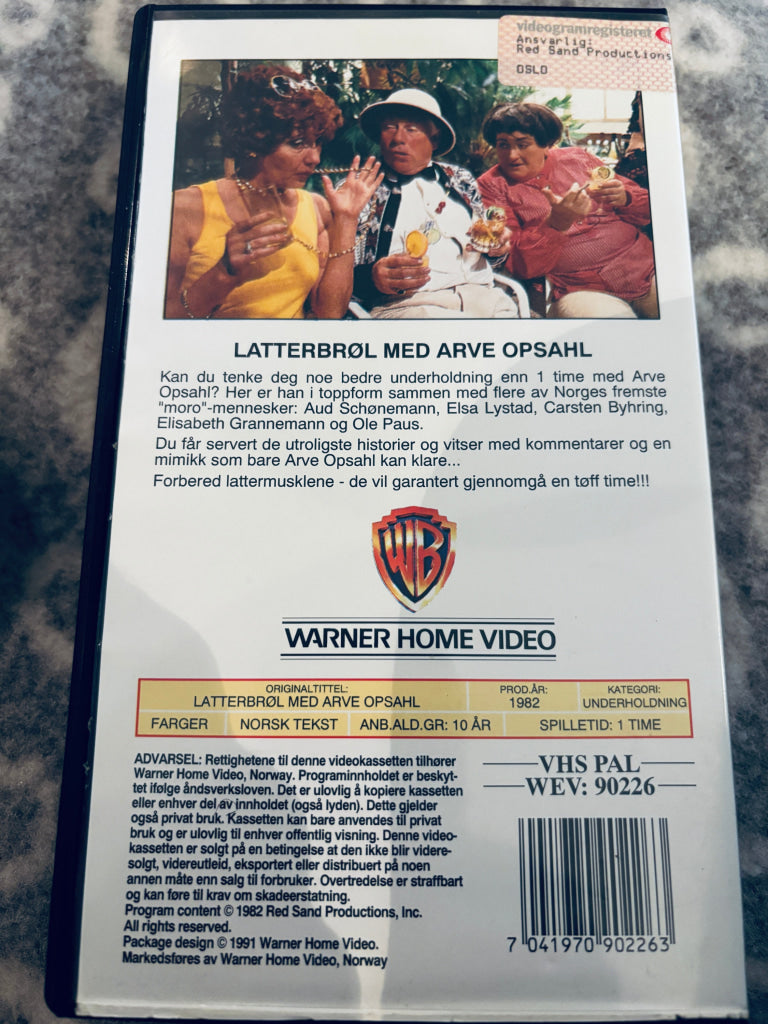 videogramregisteret
Ansvarlig:
Red Sand Productions
OSLO
LATTERBRØL MED ARVE OPSAHL
Kan du tenke deg noe bedre underholdning enn 1 time med Arve
Opsahl? Her er han i toppform sammen med flere av Norges fremste
"moro"-mennesker: Aud Schønemann, Elsa Lystad, Carsten Byhring,
Elisabeth Grannemann og Ole Paus.
Du får servert de utroligste historier og vitser med kommentarer og en
mimikk som bare Arve Opsahl kan klare...
Forbered lattermusklene - de vil garantert gjennomgå en tøff time!!!
WB
WARNER HOME VIDEO
ORIGINALTITTEL:
LATTERBRØL MED ARVE OPSAHL
PROD.ÅR:
1982
KATEGORI:
UNDERHOLDNING
FARGER
NORSK TEKST
ANB.ALD.GR: 10 ÅR
SPILLETID: 1 TIME
ADVARSEL: Rettighetene til denne videokassetten tilhører
Warner Home Video, Norway. Programinnholdet er beskyt-
tet ifølge åndsverksloven. Det er ulovlig å kopiere kassetten
eller enhver del av innholdet (også lyden). Dette gjelder
også privat bruk. Kassetten kan bare anvendes til privat
bruk og er ulovlig til enhver offentlig visning. Denne video-
kassetten er solgt på en betingelse at den ikke blir videre-
solgt, videreutleid, eksportert eller distribuert på noen
annen måte enn salg til forbruker. Overtredelse er straffbart
og kan føre til krav om skadeerstatning.
Program content © 1982 Red Sand Productions, Inc.
All rights reserved.
Package design © 1991 Warner Home Video.
Markedsføres av Warner Home Video, Norway
VHS PAL
WEV: 90226
7 041970 902263